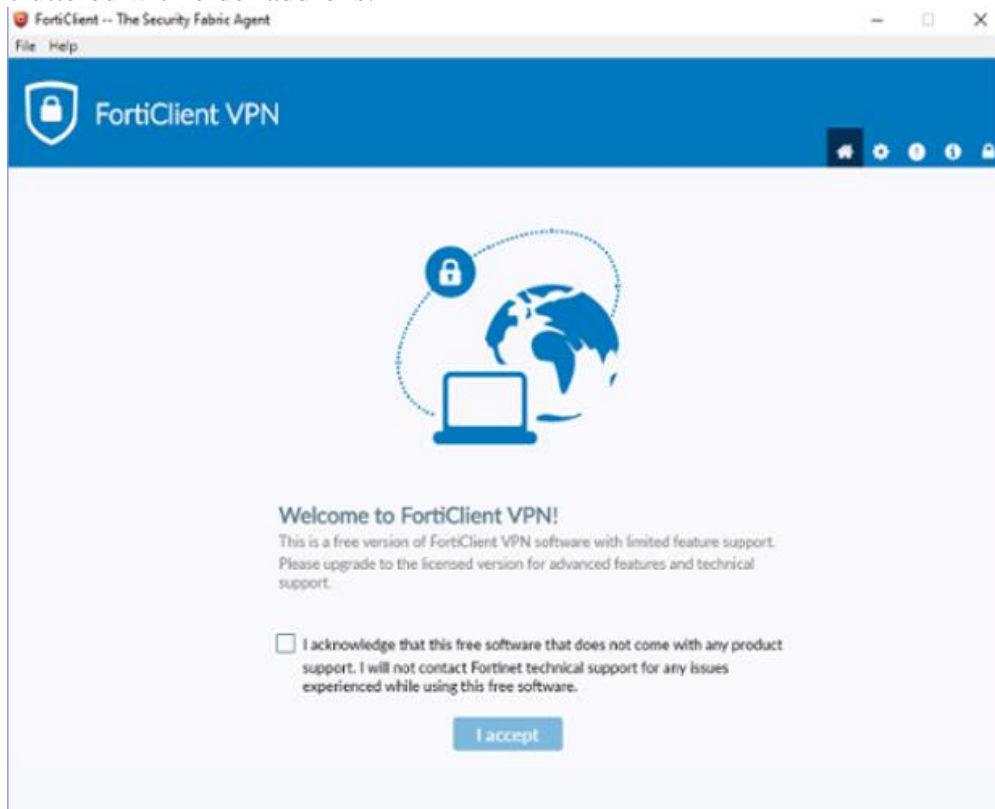 FortiClient -- The Security Fabric Agent
File Help
FortiClient VPN
Welcome to FortiClient VPN!
This is a free version of FortiClient VPN software with limited feature support.
Please upgrade to the licensed version for advanced features and technical
support.
I acknowledge that this free software that does not come with any product
support. I will not contact Fortinet technical support for any issues
experienced while using this free software.
I accept